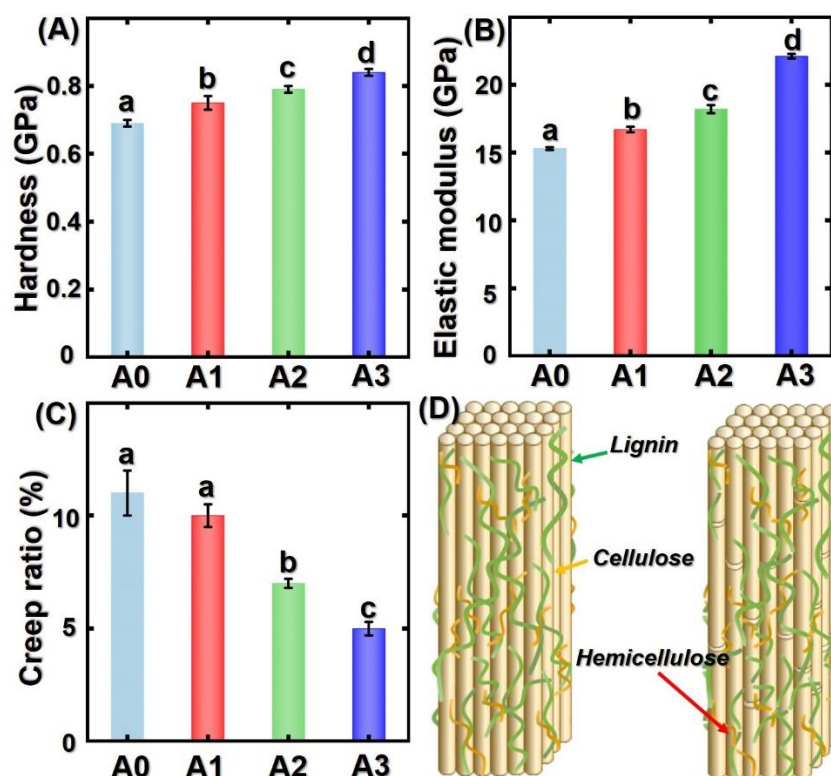 (A)
Hardness (GPa)
0.8
0.6
0.4
0.2
0
a
b
c
d
A0
A1
A2
A3
(B)
Elastic modulus (GPa)
20
15
10
5
0
a
b
c
d
A0
A1
A2
A3
(C)
Creep ratio (%)
10
5
0
a
a
b
c
A0
A1
A2
A3
(D)
Lignin
Cellulose
Hemicellulose